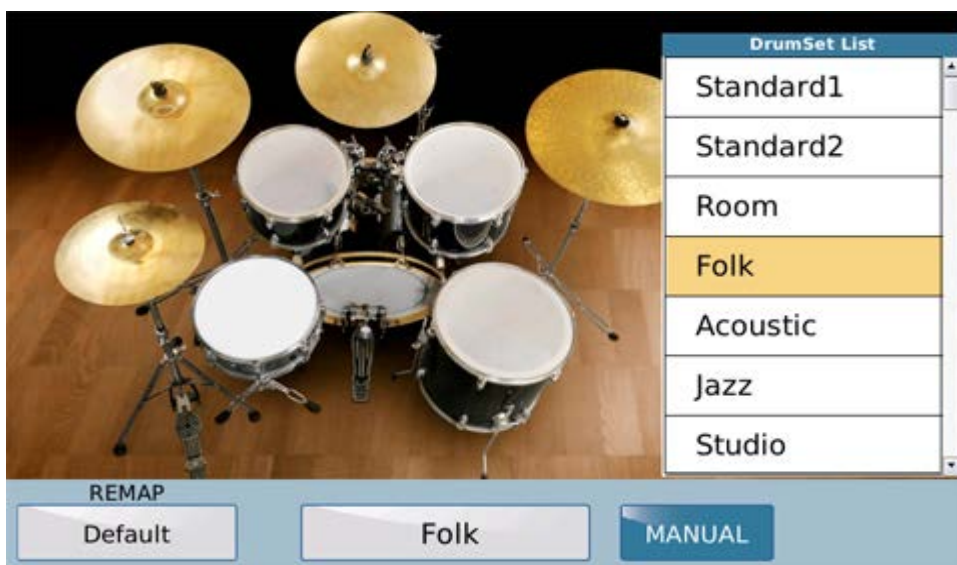 DrumSet List
Standard1
Standard2
Room
Folk
Acoustic
Jazz
Studio
REMAP
Default
Folk
MANUAL